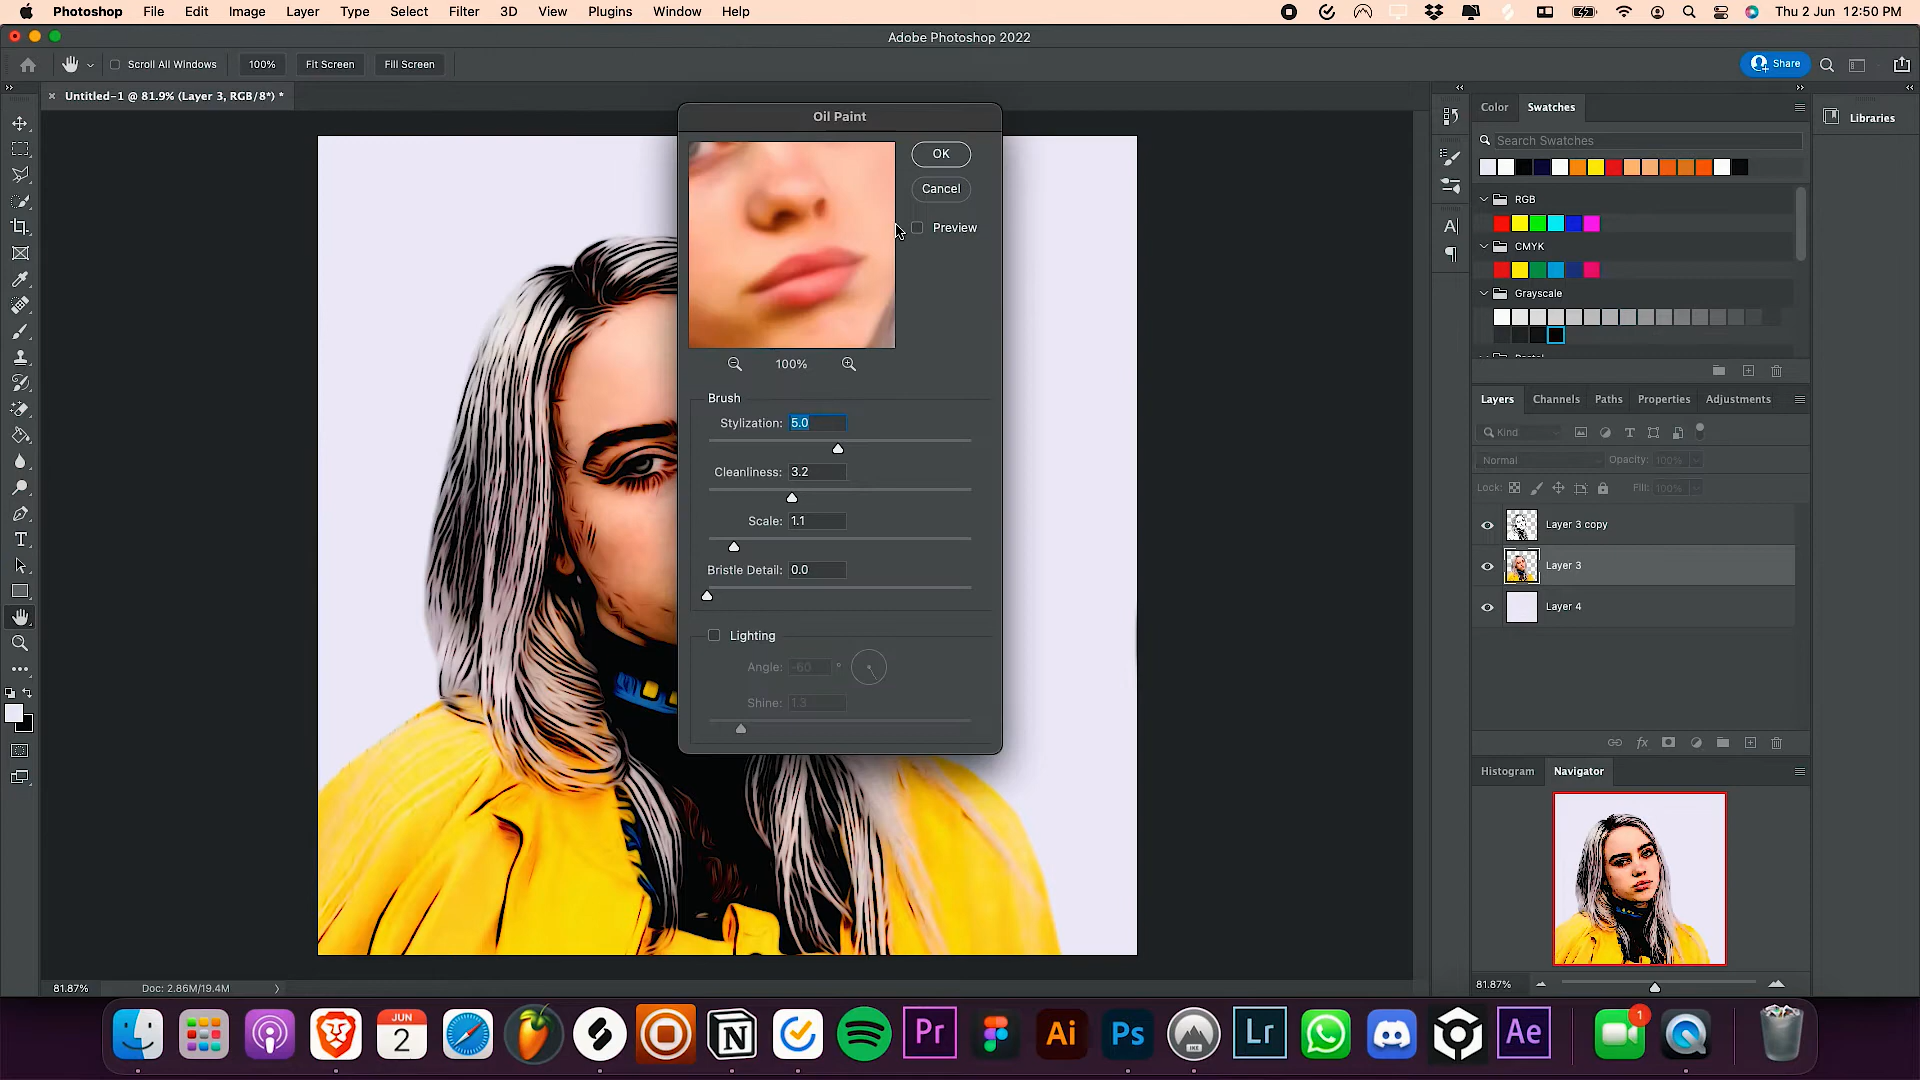 Photoshop File Edit Image Layer Type Select Filter 3D View Plugins Window Help Thu 2 Jun 12:50 PM
Adobe Photoshop 2022
Scroll All Windows 100% Fit Screen Fill Screen Share
Untitled-1 @ 81.9% (Layer 3, RGB/8*) *
Oil Paint
OK
Cancel
Preview
100%
Brush
Stylization: 5.0
Cleanliness: 3.2
Scale: 1.1
Bristle Detail: 0.0
Lighting
Angle: -60 °
Shine: 1.3
Color Swatches
Search Swatches
RGB
CMYK
Grayscale
Libraries
Layers Channels Paths Properties Adjustments
Kind
Normal Opacity: 100%
Lock: Fill: 100%
Layer 3 copy
Layer 3
Layer 4
Histogram Navigator
81.87%
81.87% Doc: 2.86M/19.4M
JUN
2
Pr
Ai
Ps
Lr
Ae
1